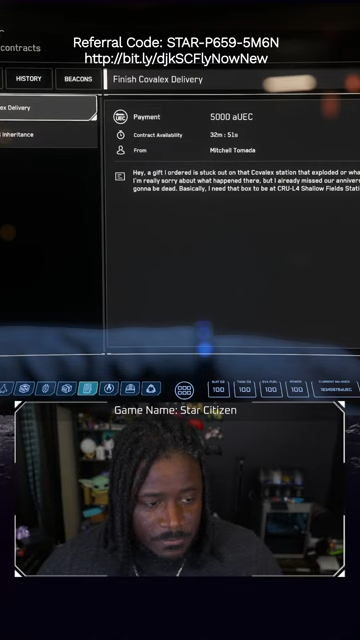 Referral Code: STAR-P659-5M6N
http://bit.ly/djkSCFlyNowNew
contracts
HISTORY
BEACONS
Finish Covalex Delivery
ex Delivery
Inheritance
Payment
5000 aUEC
Contract Availability
32m : 51s
From
Mitchell Tomada
Hey, a gift I ordered is stuck out on that Covalex station that exploded or wha
I'm really sorry about what happened there, but I already missed our annivers
gonna be dead. Basically, I need that box to be at CRU-L4 Shallow Fields Stati
100
100
100
100
Game Name: Star Citizen